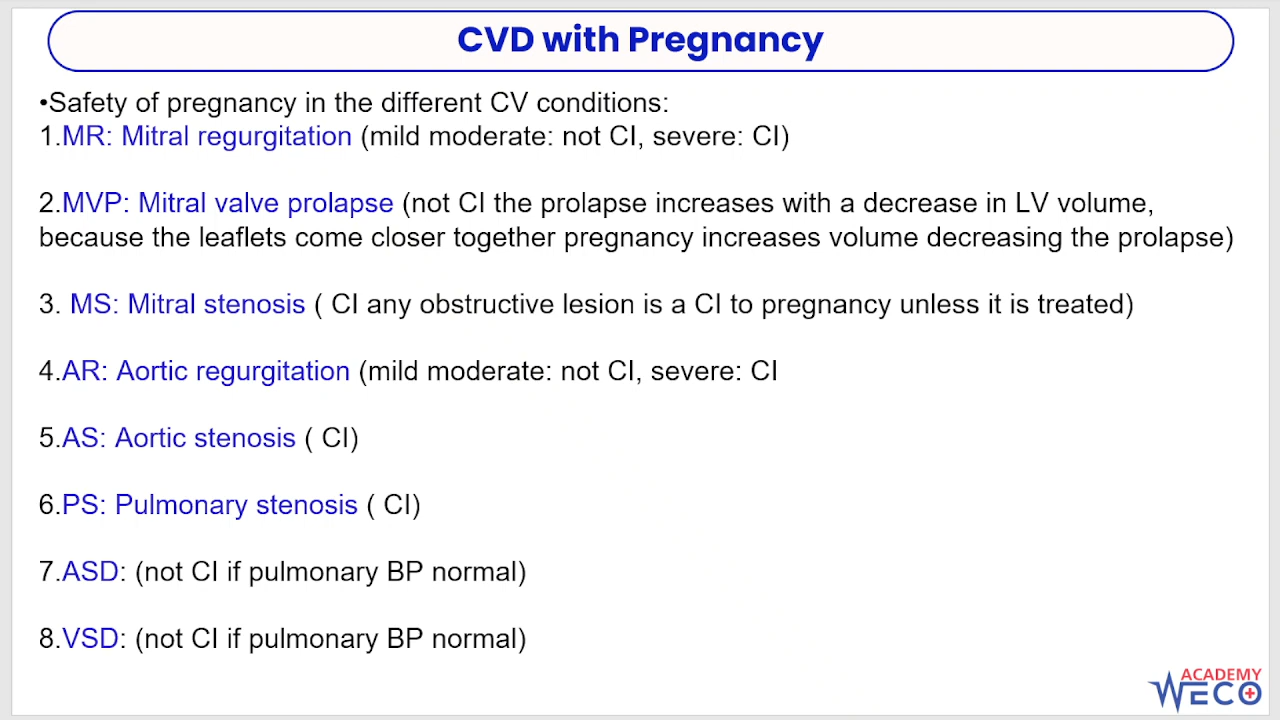 CVD with Pregnancy
•Safety of pregnancy in the different CV conditions:
1.MR: Mitral regurgitation (mild moderate: not CI, severe: CI)
2.MVP: Mitral valve prolapse (not CI the prolapse increases with a decrease in LV volume,
because the leaflets come closer together pregnancy increases volume decreasing the prolapse)
3. MS: Mitral stenosis ( CI any obstructive lesion is a CI to pregnancy unless it is treated)
4.AR: Aortic regurgitation (mild moderate: not CI, severe: CI
5.AS: Aortic stenosis ( CI)
6.PS: Pulmonary stenosis ( CI)
7.ASD: (not CI if pulmonary BP normal)
8.VSD: (not CI if pulmonary BP normal)
ACADEMY
WECO